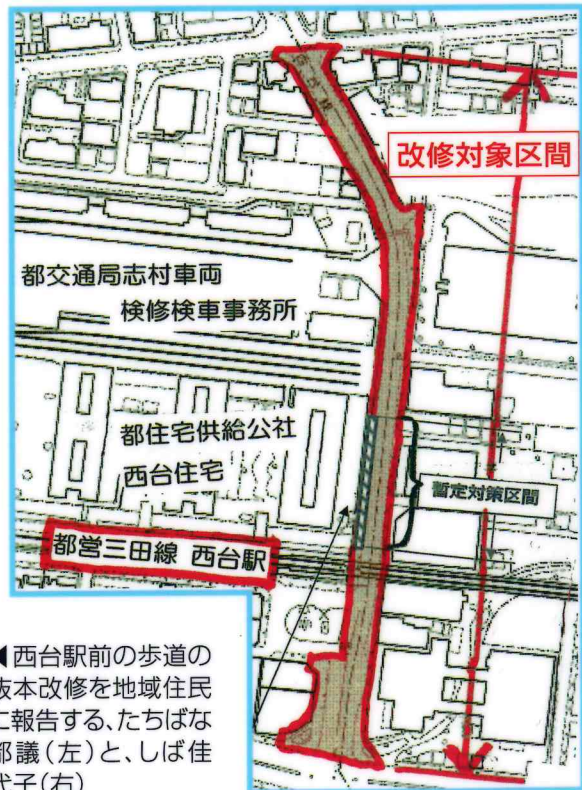 改修対象区間
都交通局志村車両
検修検車事務所
都住宅供給公社
西台住宅
暫定対策区間
都営三田線 西台駅
◀西台駅前の歩道の
抜本改修を地域住民
に報告する、たちばな
都議(左)と、しば佳
代子(右)